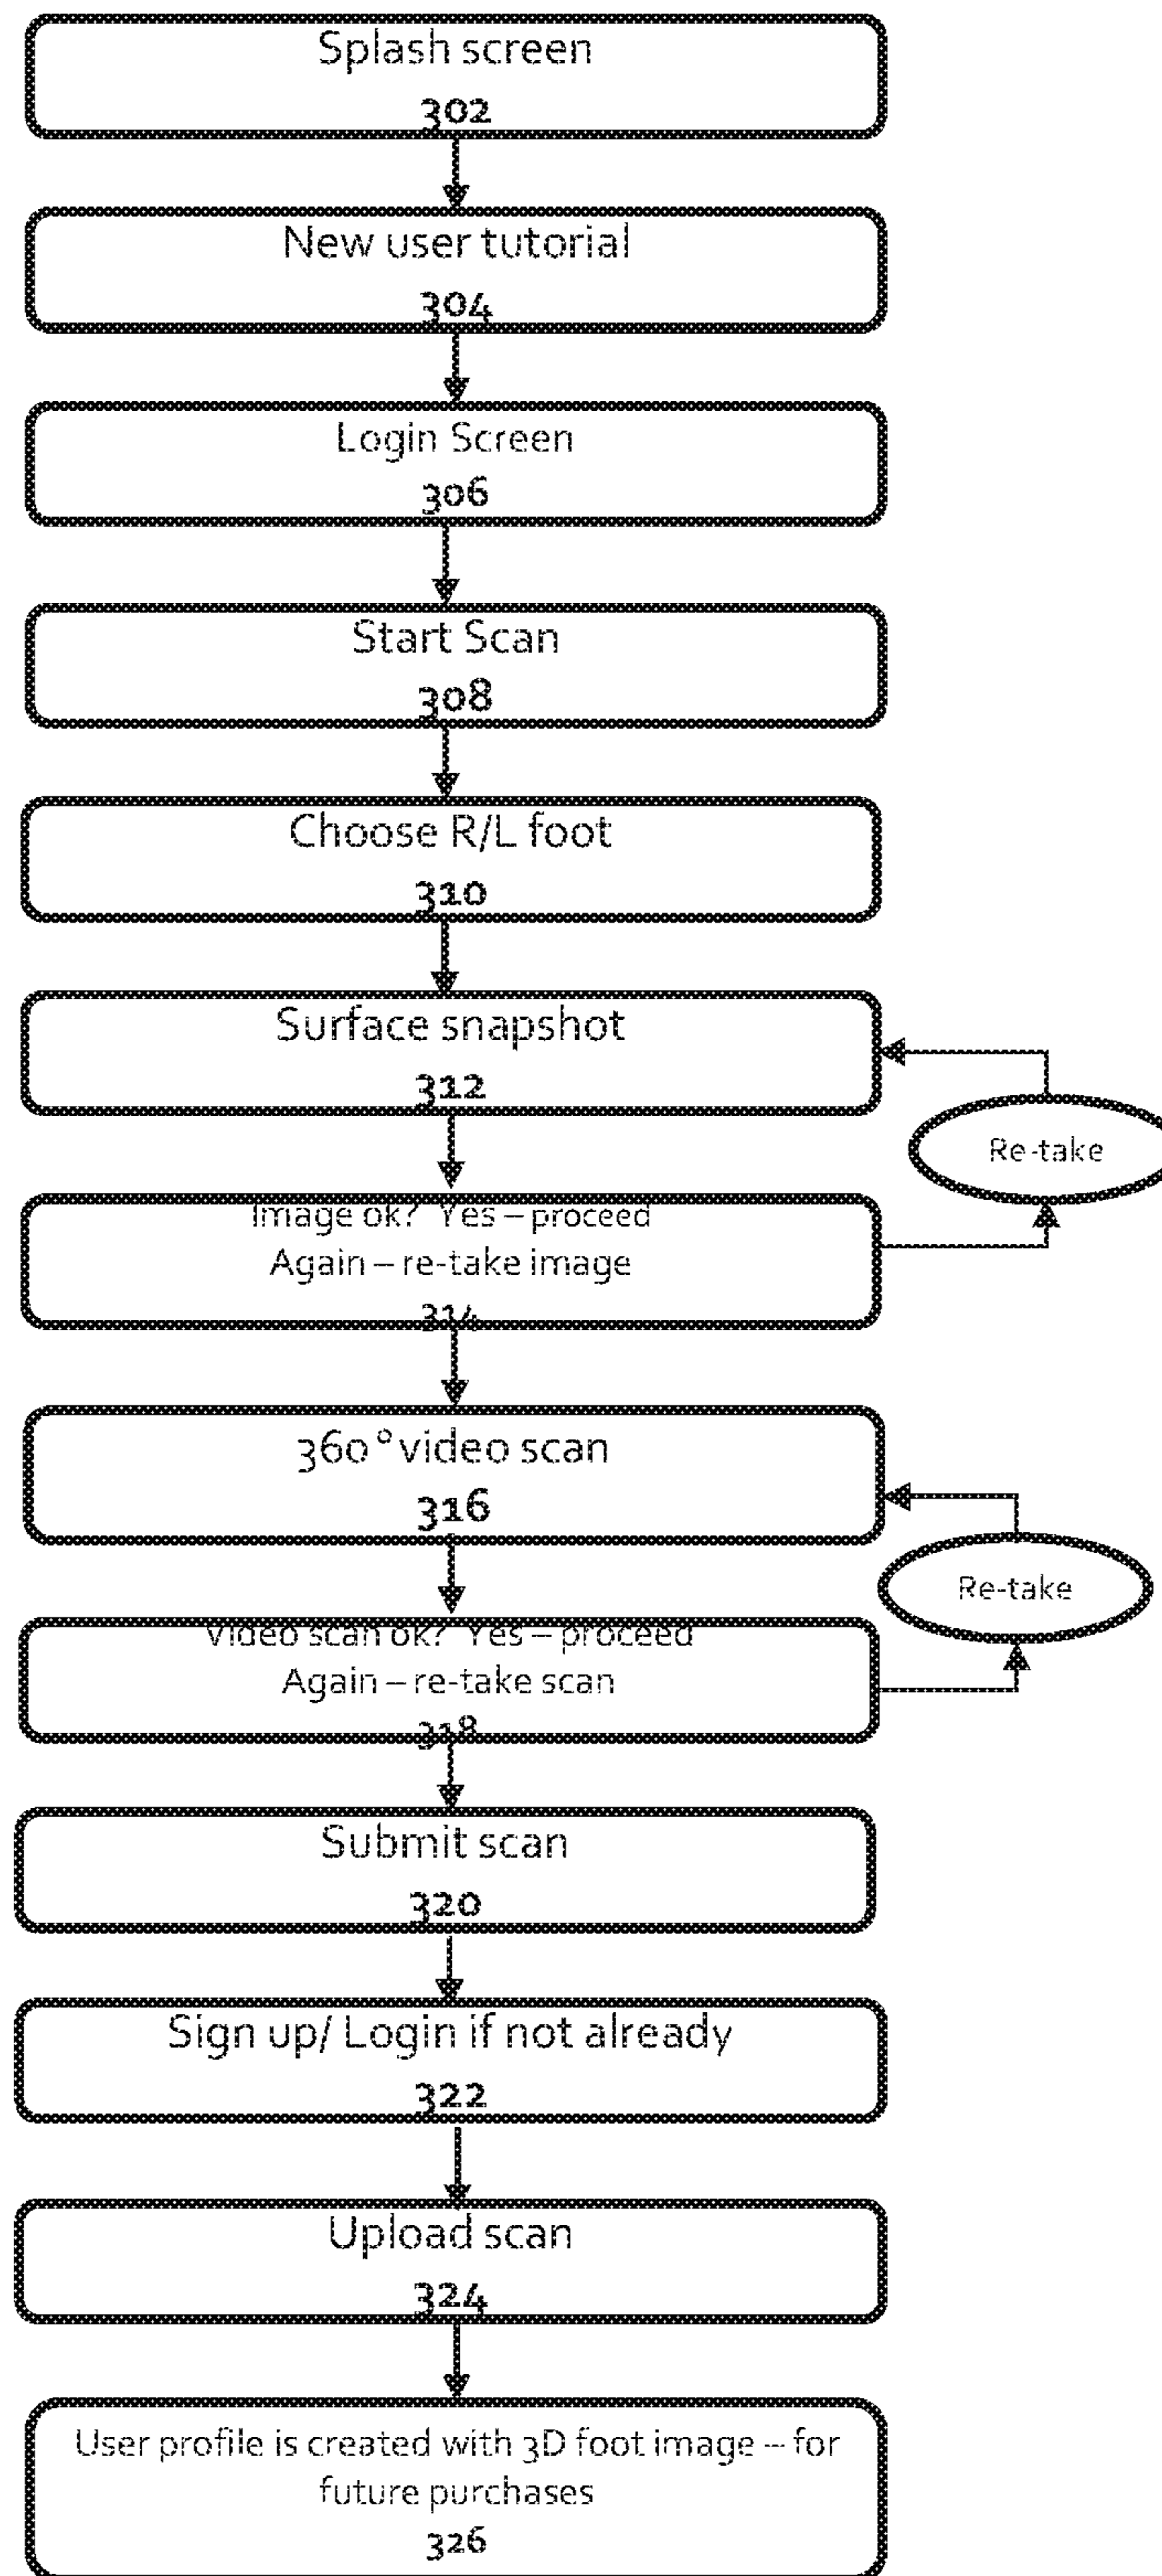 Splash screen
302
New user tutorial
304
Login Screen
306
Start Scan
308
Choose R/L foot
310
Surface snapshot
312
Re-take
Image ok? Yes – proceed
Again – re-take image
314
360° video scan
316
Re-take
Video scan ok? Yes – proceed
Again – re-take scan
318
Submit scan
320
Sign up/ Login if not already
322
Upload scan
324
User profile is created with 3D foot image – for
future purchases
326